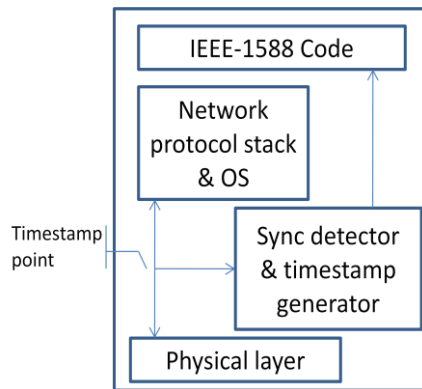 IEEE-1588 Code
Network
protocol stack
& OS
Timestamp
point
Sync detector
& timestamp
generator
Physical layer